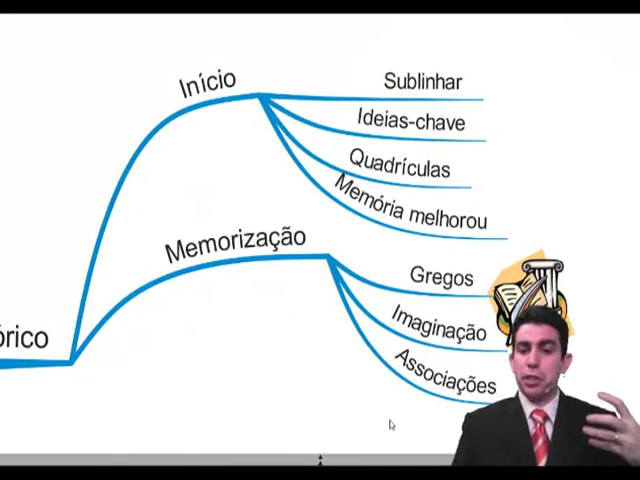 Início
Sublinhar
Ideias-chave
Quadrículas
Memória melhorou
Memorização
Gregos
Imaginação
Associações
órico